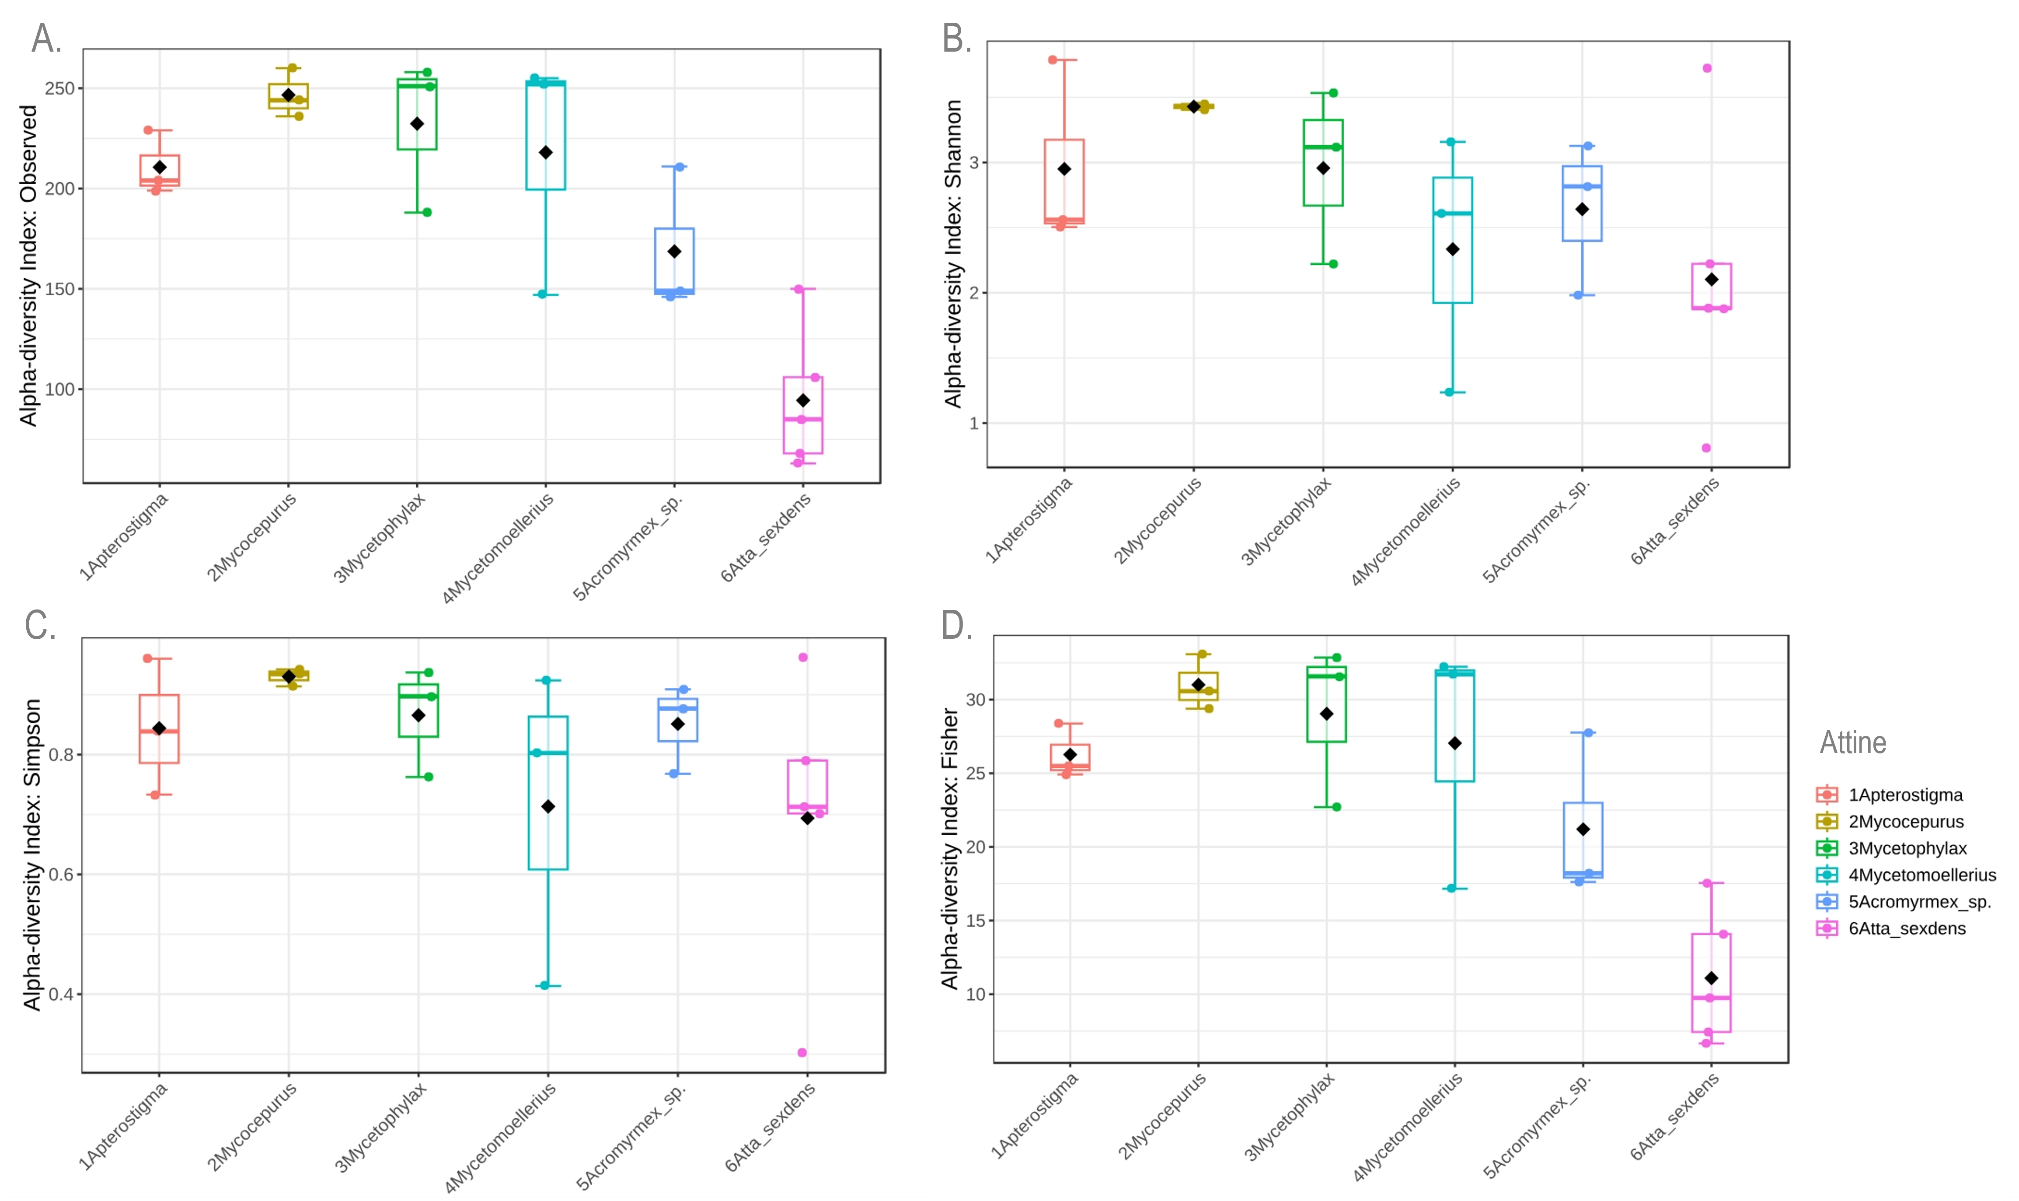 A.
Alpha-diversity Index: Observed
250
200
150
100
1Apterostigma
2Mycocepurus
3Mycetophylax
4Mycetomoellerius
5Acromyrmex_sp.
6Atta_sexdens
B.
Alpha-diversity Index: Shannon
3
2
1
1Apterostigma
2Mycocepurus
3Mycetophylax
4Mycetomoellerius
5Acromyrmex_sp.
6Atta_sexdens
C.
Alpha-diversity Index: Simpson
0.8
0.6
0.4
1Apterostigma
2Mycocepurus
3Mycetophylax
4Mycetomoellerius
5Acromyrmex_sp.
6Atta_sexdens
D.
Alpha-diversity Index: Fisher
30
25
20
15
10
1Apterostigma
2Mycocepurus
3Mycetophylax
4Mycetomoellerius
5Acromyrmex_sp.
6Atta_sexdens
Attine
1Apterostigma
2Mycocepurus
3Mycetophylax
4Mycetomoellerius
5Acromyrmex_sp.
6Atta_sexdens